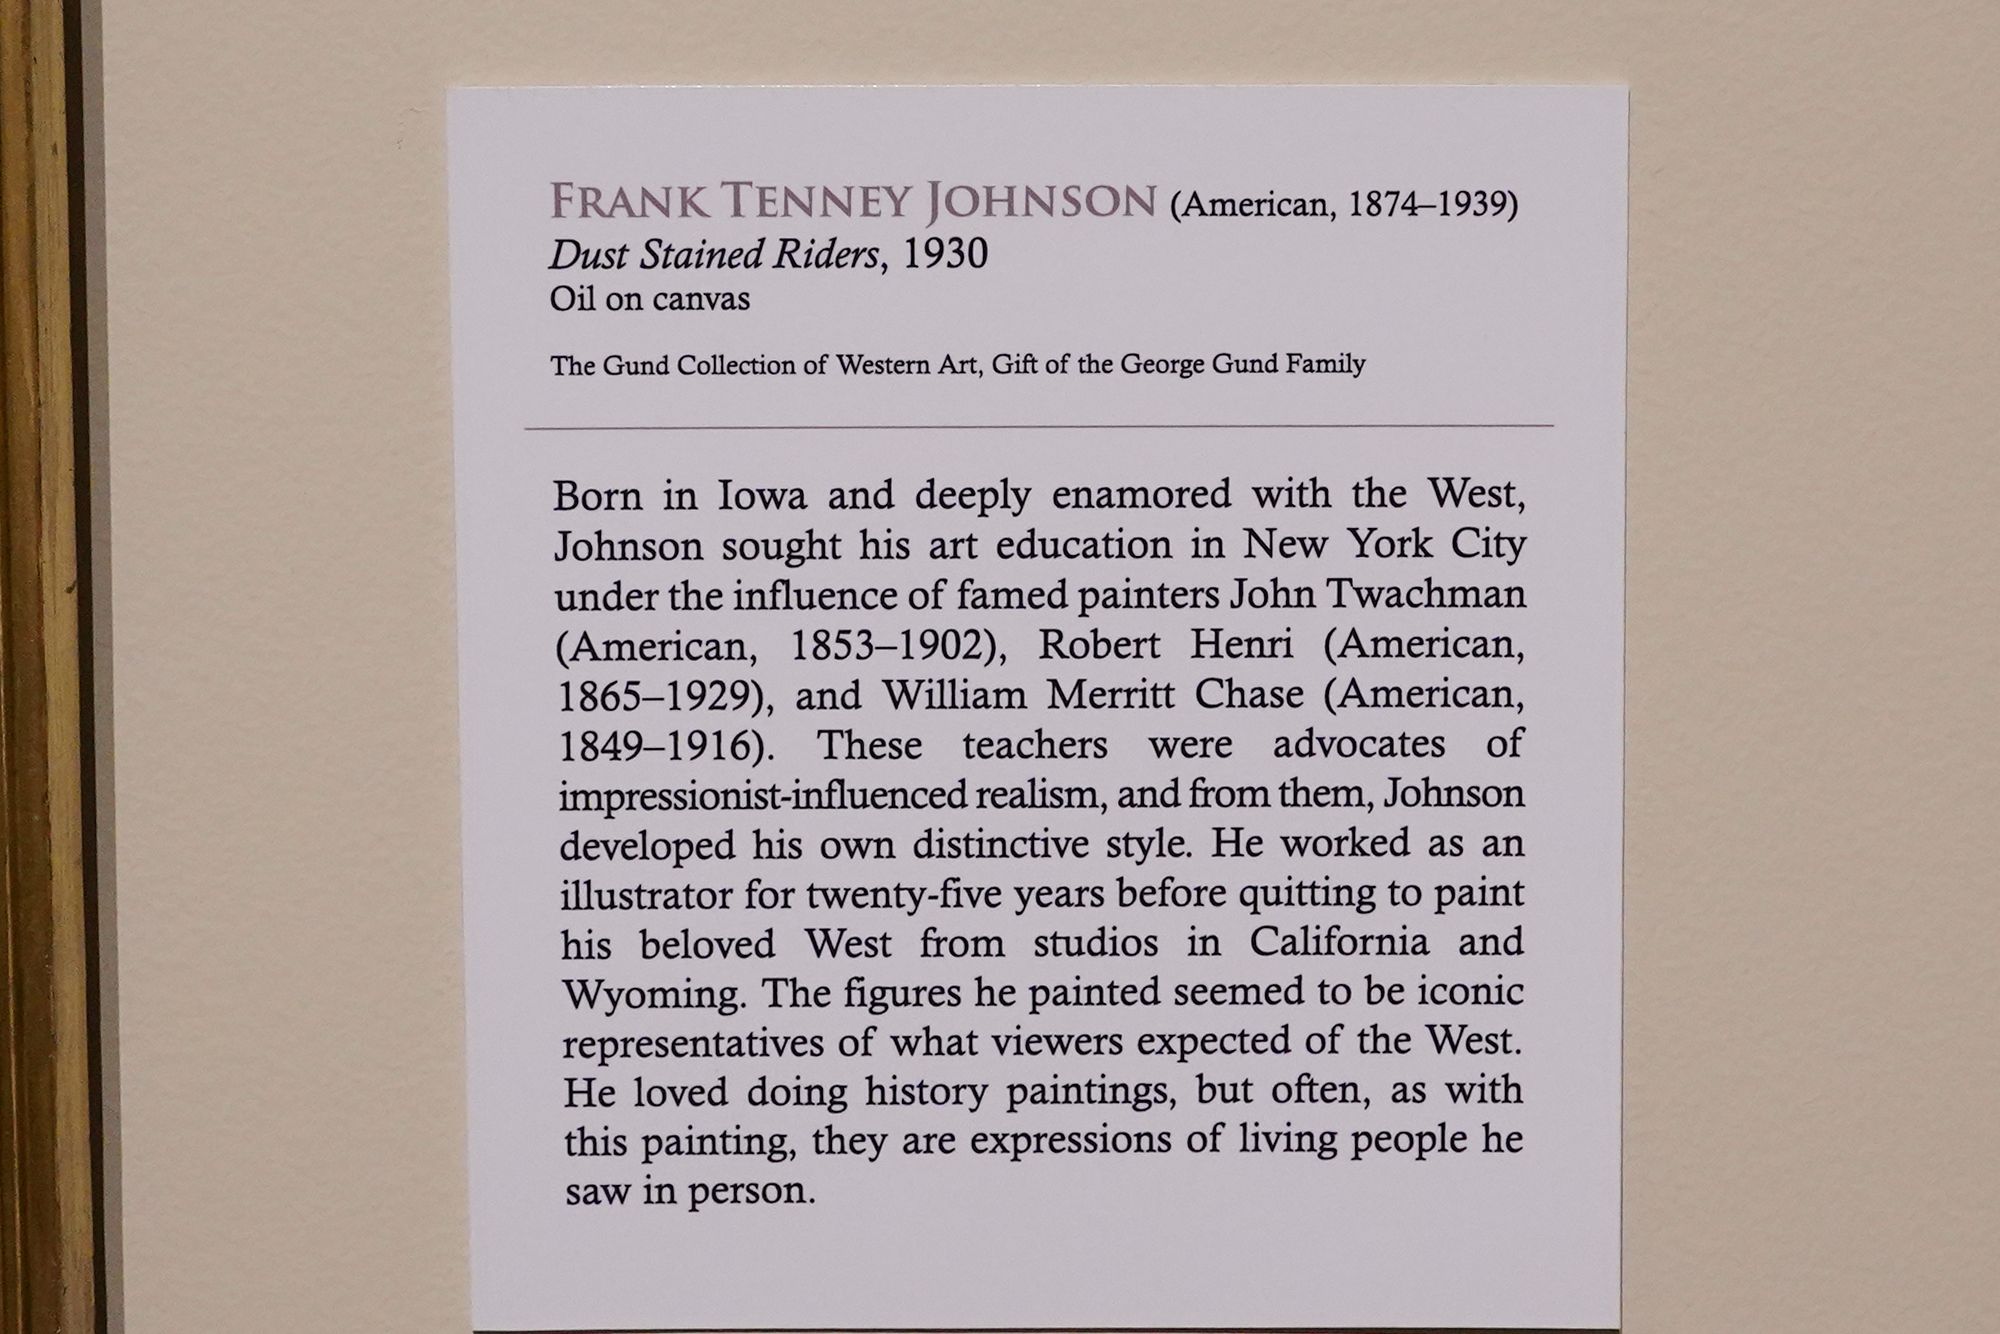 FRANK TENNEY JOHNSON (American, 1874–1939)
Dust Stained Riders, 1930
Oil on canvas
The Gund Collection of Western Art, Gift of the George Gund Family
Born in Iowa and deeply enamored with the West,
Johnson sought his art education in New York City
under the influence of famed painters John Twachman
(American, 1853–1902), Robert Henri (American,
1865–1929), and William Merritt Chase (American,
1849–1916). These teachers were advocates of
impressionist-influenced realism, and from them, Johnson
developed his own distinctive style. He worked as an
illustrator for twenty-five years before quitting to paint
his beloved West from studios in California and
Wyoming. The figures he painted seemed to be iconic
representatives of what viewers expected of the West.
He loved doing history paintings, but often, as with
this painting, they are expressions of living people he
saw in person.